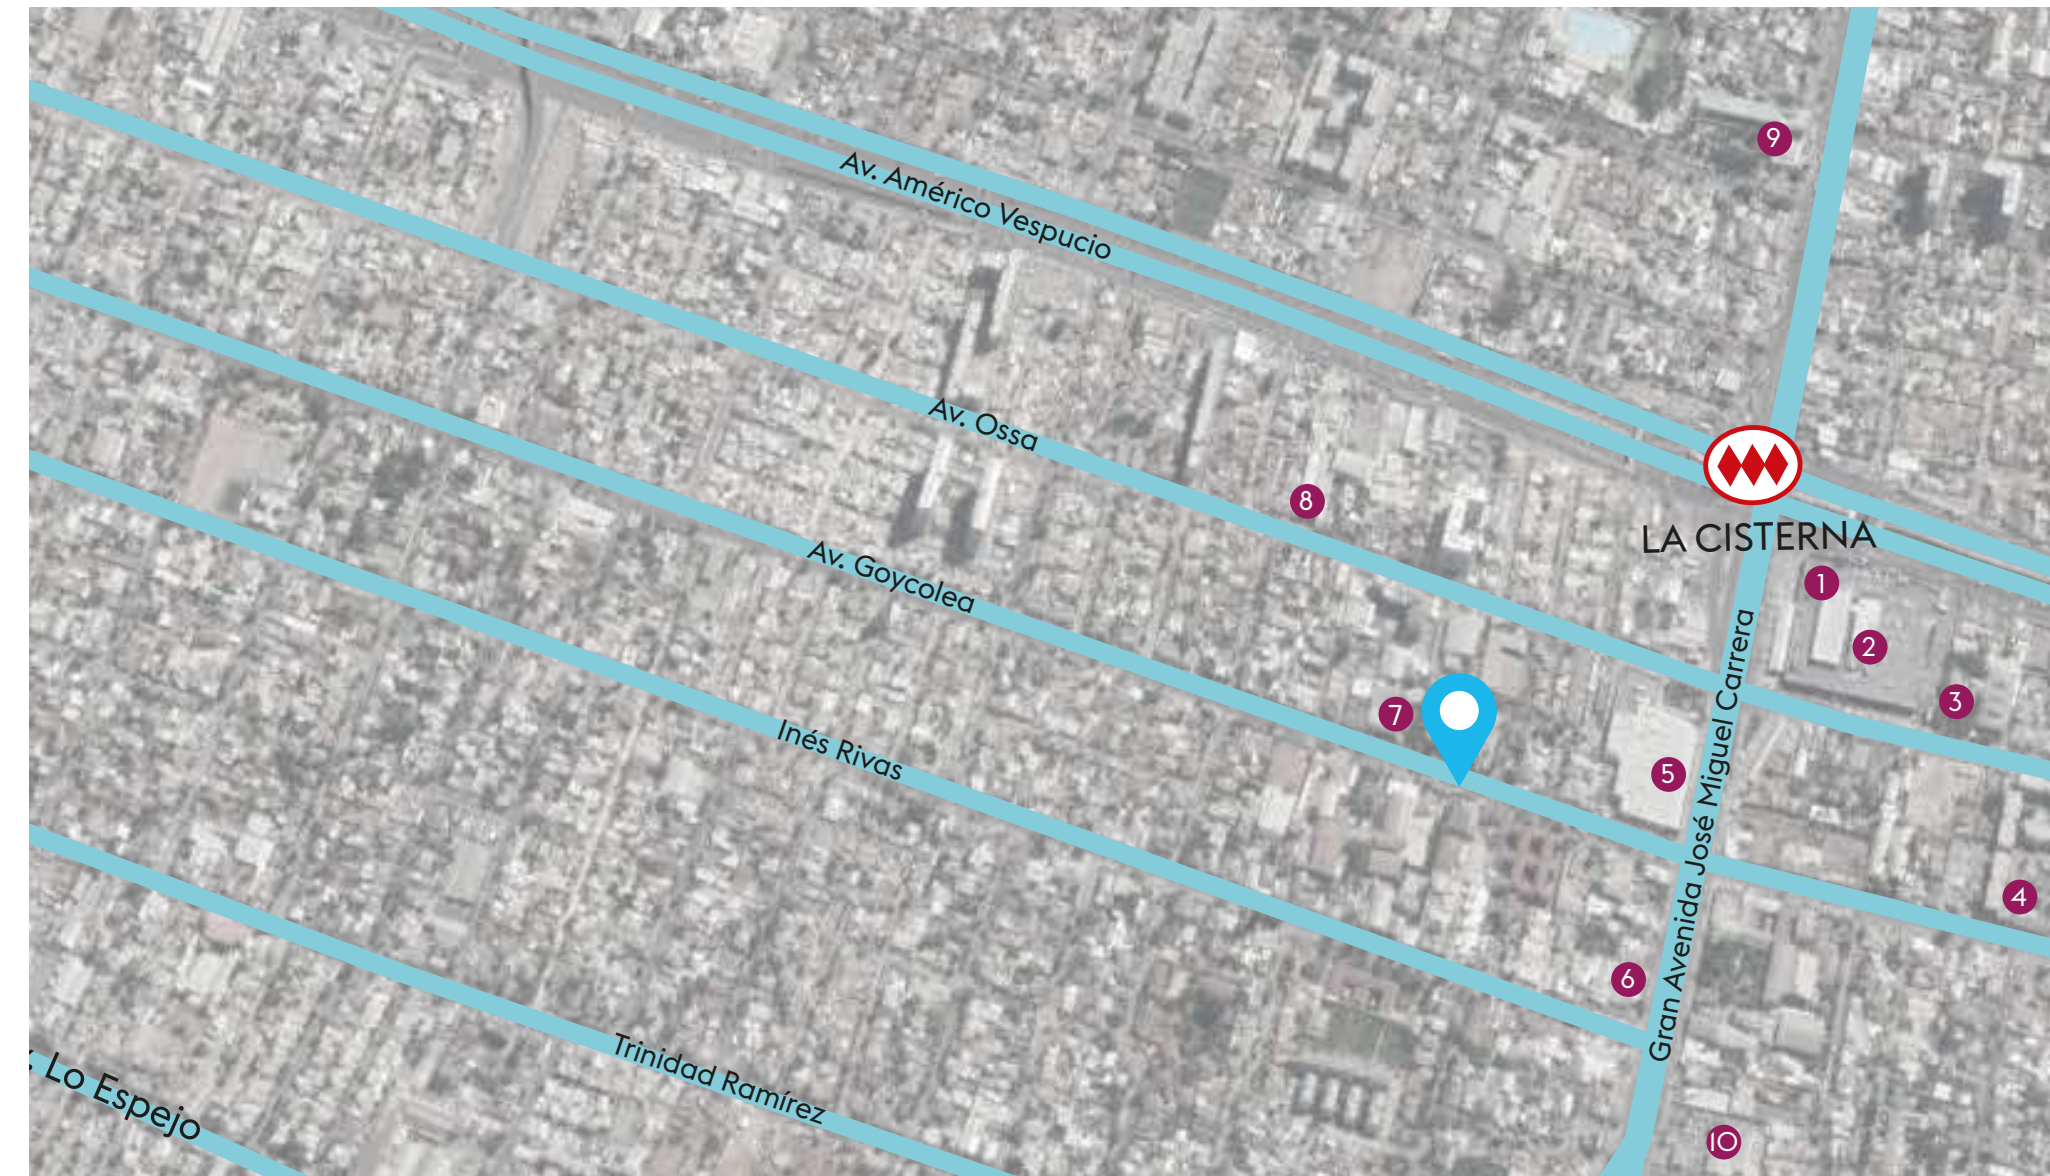 9
Av. Américo Vespucio
Av. Ossa
8
LA CISTERNA
1
Av. Goycolea
2
3
7
5
Gran Avenida José Miguel Carrera
Inés Rivas
4
6
Trinidad Ramírez
Lo Espejo
10